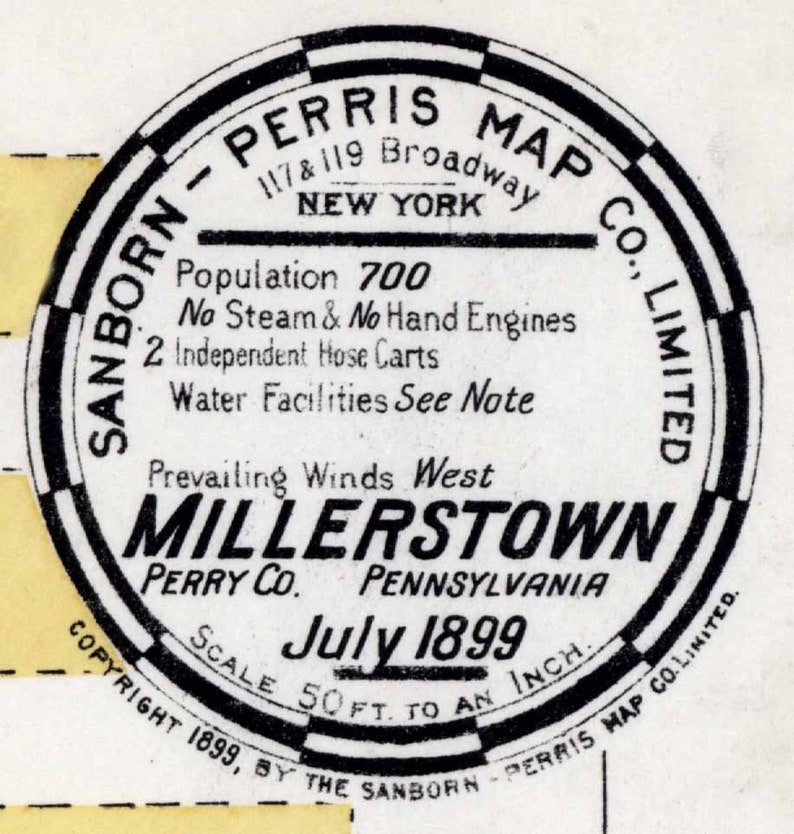 SANBORN - PERRIS MAP CO., LIMITED
117 & 119 Broadway
NEW YORK
Population 700
No Steam & No Hand Engines
2 Independent Hose Carts
Water Facilities See Note
Prevailing Winds West
MILLERSTOWN
PERRY CO. PENNSYLVANIA
July 1899
SCALE 50 FT. TO AN INCH.
COPYRIGHT 1899, BY THE SANBORN - PERRIS MAP CO. LIMITED.